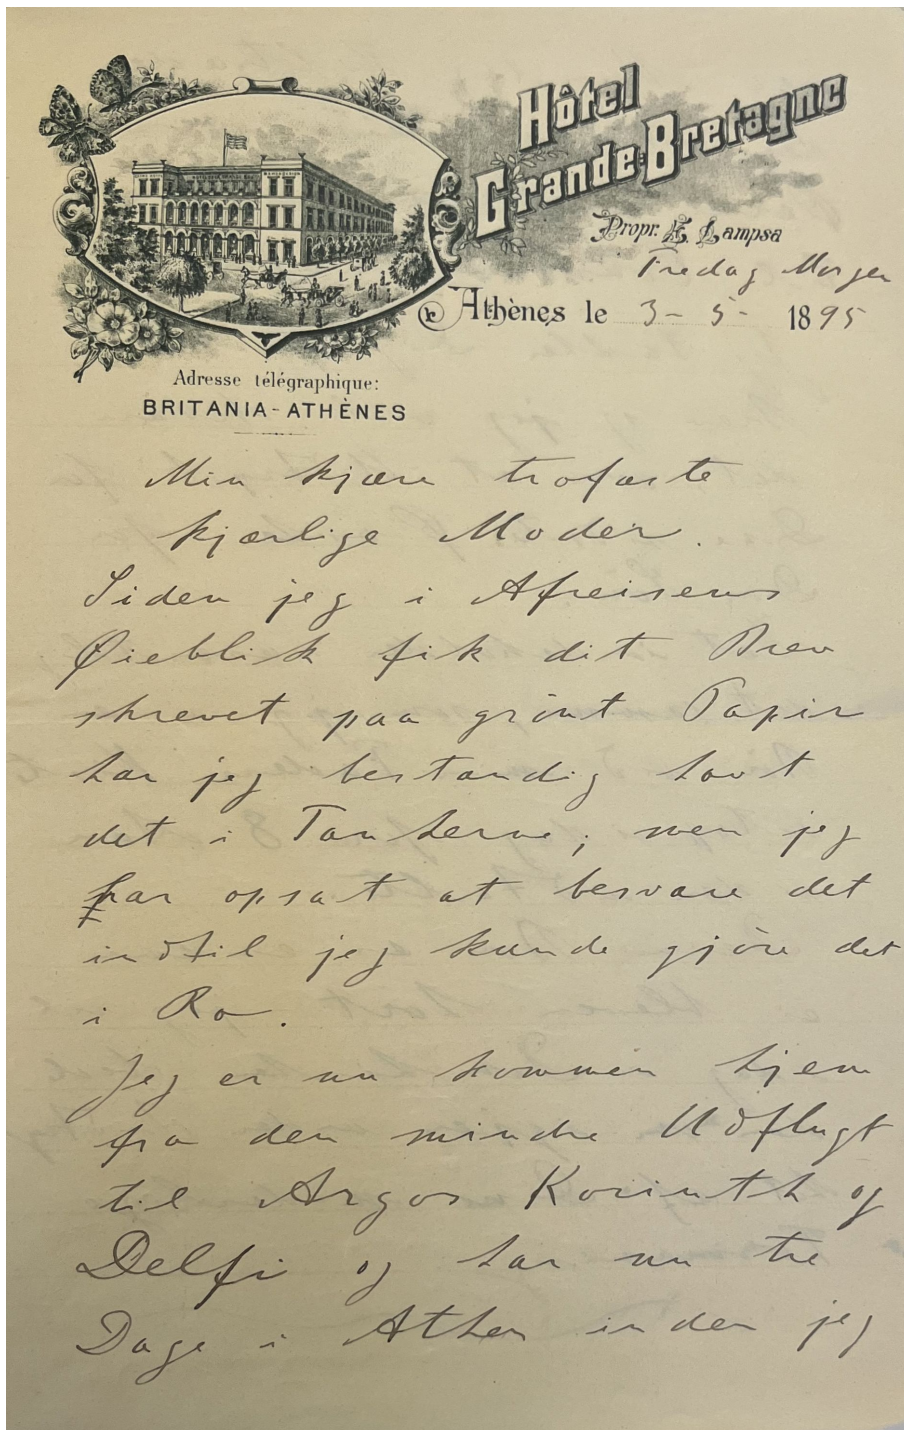 Hôtel
Grande-Bretagne
Propr. E. Lampsa
Fredag Morgen
Athènes le 3-5- 1895
Adresse télégraphique:
BRITANIA-ATHÈNES
Min kjære trofaste
kjærlige Moder.
Siden jeg i Afreisens
Øieblik fik dit Brev
skrevet paa grönt Papir
har jeg bestandig havt
det i Tankerne; men jeg
har opsat at besvare det
indtil jeg kunde gjöre det
i Ro.
Jeg er nu kommen hjem
fra den mindre Udflugt
til Argos Korinth og
Delfi og har nu tre
Dage i Athen inden jeg